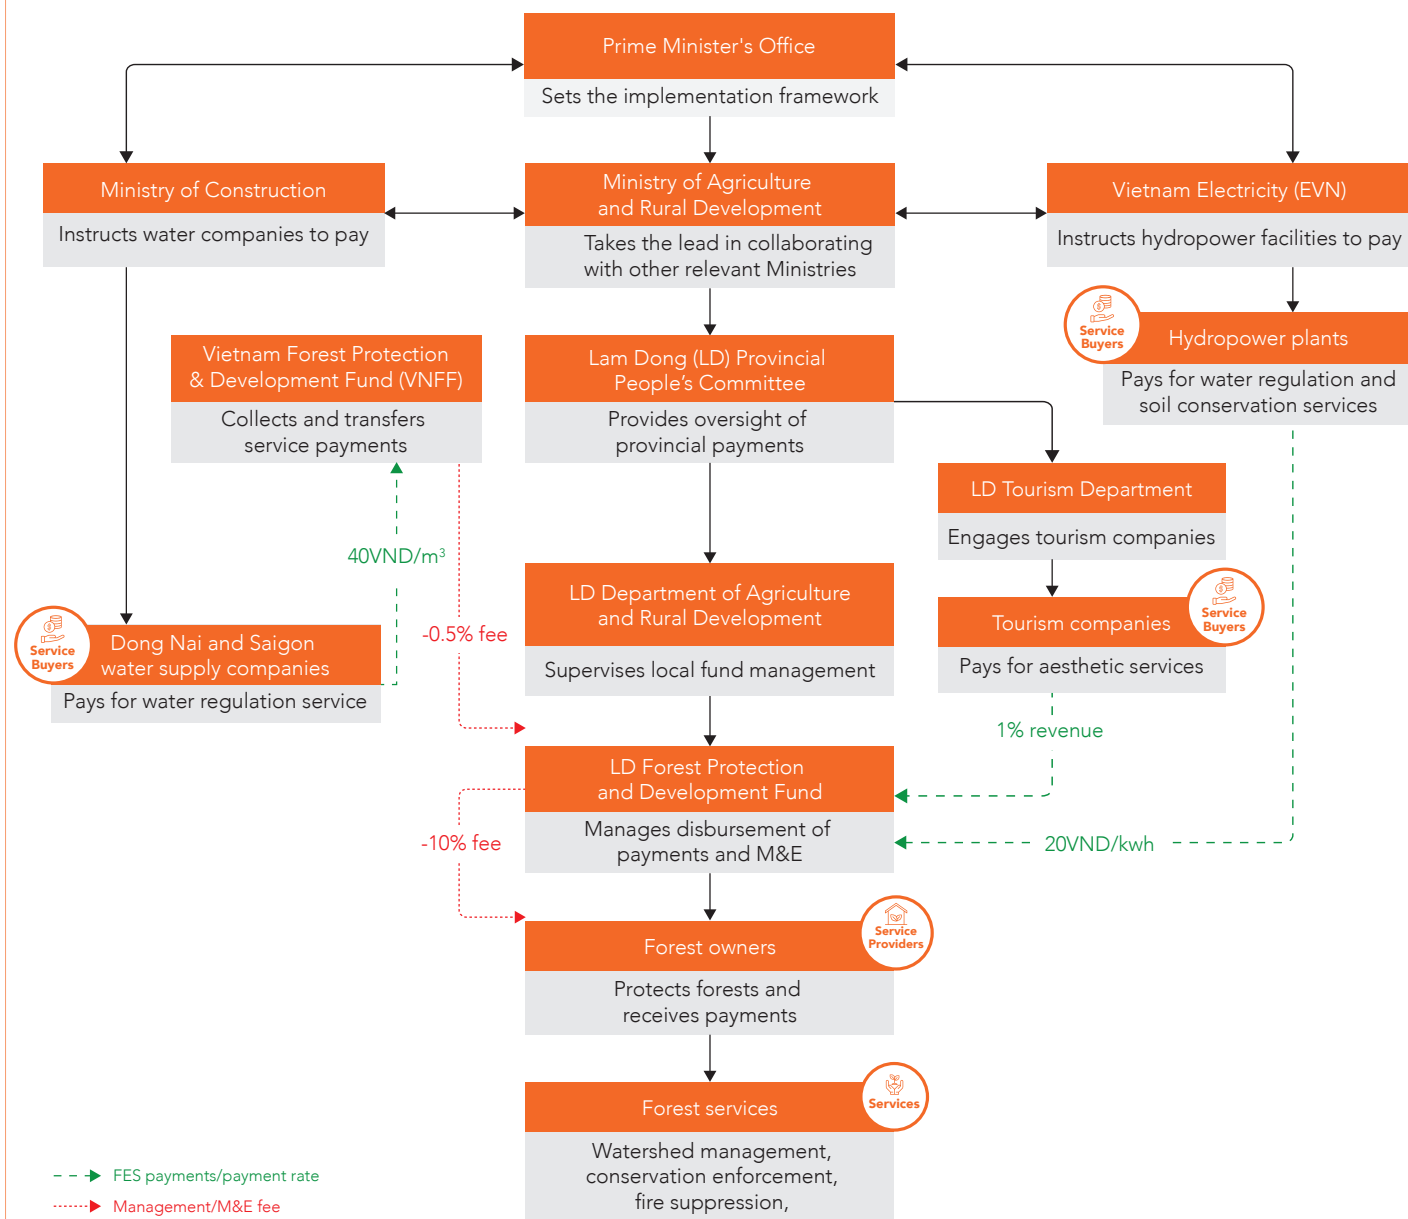 Prime Minister's Office
Sets the implementation framework
Ministry of Construction
Instructs water companies to pay
Ministry of Agriculture
and Rural Development
Takes the lead in collaborating
with other relevant Ministries
Vietnam Electricity (EVN)
Instructs hydropower facilities to pay
Service
Buyers
Hydropower plants
Pays for water regulation and
soil conservation services
Vietnam Forest Protection
& Development Fund (VNFF)
Collects and transfers
service payments
Lam Dong (LD) Provincial
People’s Committee
Provides oversight of
provincial payments
LD Tourism Department
Engages tourism companies
40VND/m³
LD Department of Agriculture
and Rural Development
Supervises local fund management
Service
Buyers
Tourism companies
Pays for aesthetic services
Service
Buyers
Dong Nai and Saigon
water supply companies
Pays for water regulation service
-0.5% fee
1% revenue
LD Forest Protection
and Development Fund
Manages disbursement of
payments and M&E
-10% fee
20VND/kwh
Service
Providers
Forest owners
Protects forests and
receives payments
Services
Forest services
Watershed management,
conservation enforcement,
fire suppression,
FES payments/payment rate
Management/M&E fee